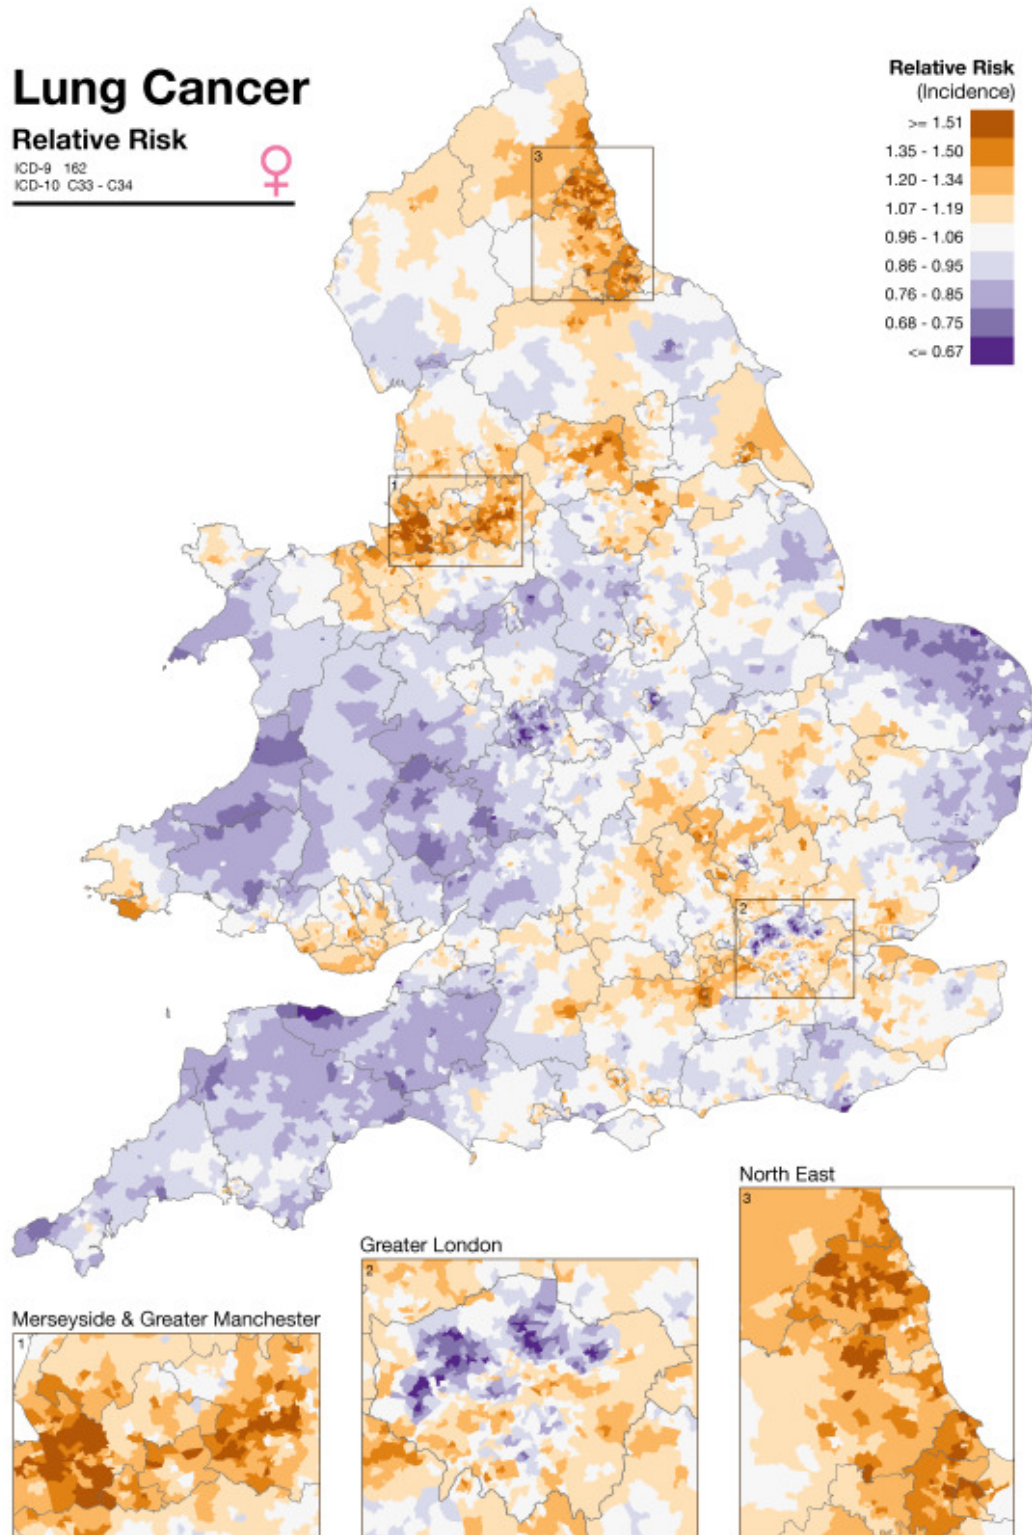 Lung Cancer
Relative Risk
ICD-9 162
ICD-10 C33 - C34
Relative Risk
(Incidence)
>= 1.51
1.35 - 1.50
1.20 - 1.34
1.07 - 1.19
0.96 - 1.06
0.86 - 0.95
0.76 - 0.85
0.68 - 0.75
<= 0.67
3
1
2
North East
3
Greater London
2
Merseyside & Greater Manchester
1